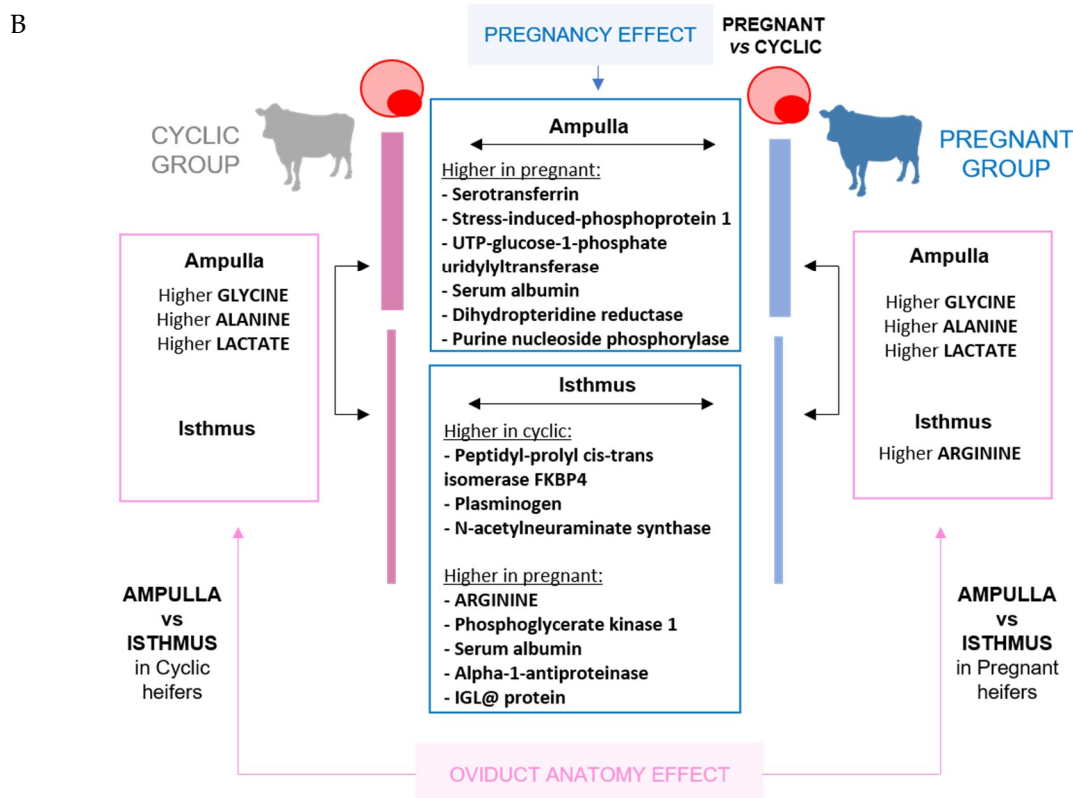 B
PREGNANCY EFFECT
PREGNANT
vs CYCLIC
CYCLIC
GROUP
PREGNANT
GROUP
Ampulla
Higher in pregnant:
- Serotransferrin
- Stress-induced-phosphoprotein 1
- UTP-glucose-1-phosphate
uridylyltransferase
- Serum albumin
- Dihydropteridine reductase
- Purine nucleoside phosphorylase
Ampulla
Higher GLYCINE
Higher ALANINE
Higher LACTATE
Isthmus
Isthmus
Higher in cyclic:
- Peptidyl-prolyl cis-trans
isomerase FKBP4
- Plasminogen
- N-acetylneuraminate synthase
Higher in pregnant:
- ARGININE
- Phosphoglycerate kinase 1
- Serum albumin
- Alpha-1-antiproteinase
- IGL@ protein
Ampulla
Higher GLYCINE
Higher ALANINE
Higher LACTATE
Isthmus
Higher ARGININE
AMPULLA
vs
ISTHMUS
in Cyclic
heifers
AMPULLA
vs
ISTHMUS
in Pregnant
heifers
OVIDUCT ANATOMY EFFECT